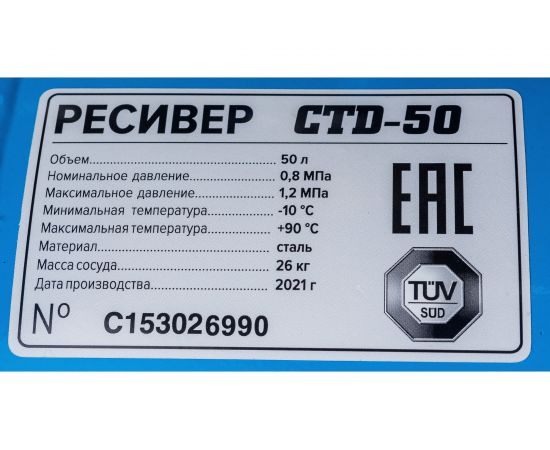 РЕСИВЕР CTD-50
Объем 50 л
Номинальное давление 0,8 МПа
Максимальное давление 1,2 МПа
Минимальная температура -10 °C
Максимальная температура +90 °C
Материал сталь
Масса сосуда 26 кг
Дата производства 2021 г
Nº C153026990
EAC
TÜV
SÜD